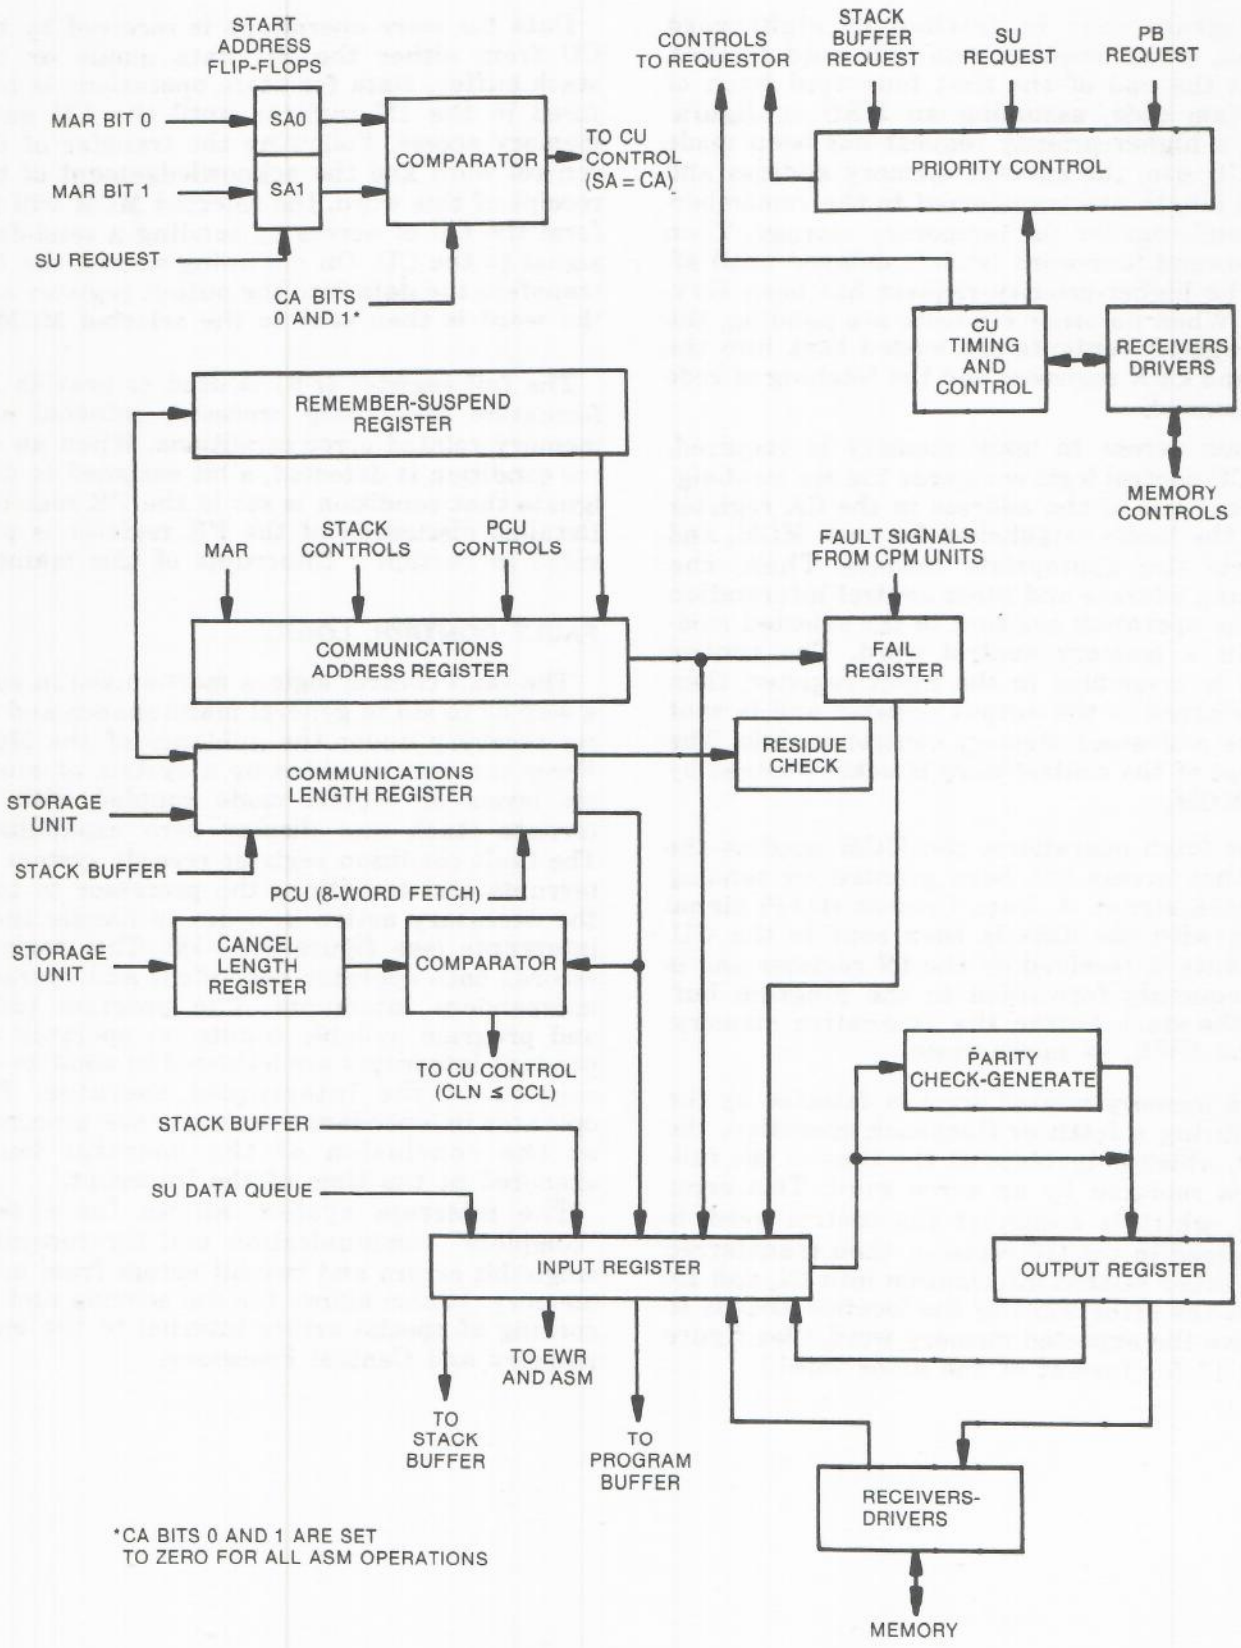 START
ADDRESS
FLIP-FLOPS
MAR BIT 0
SA0
MAR BIT 1
SA1
COMPARATOR
TO CU
CONTROL
(SA = CA)
SU REQUEST
CA BITS
0 AND 1*
CONTROLS
TO REQUESTOR
STACK
BUFFER
REQUEST
SU
REQUEST
PB
REQUEST
PRIORITY CONTROL
CU
TIMING
AND
CONTROL
RECEIVERS
DRIVERS
MEMORY
CONTROLS
REMEMBER-SUSPEND
REGISTER
MAR
STACK
CONTROLS
PCU
CONTROLS
FAULT SIGNALS
FROM CPM UNITS
COMMUNICATIONS
ADDRESS REGISTER
FAIL
REGISTER
RESIDUE
CHECK
COMMUNICATIONS
LENGTH REGISTER
STORAGE
UNIT
STACK BUFFER
PCU (8-WORD FETCH)
STORAGE
UNIT
CANCEL
LENGTH
REGISTER
COMPARATOR
TO CU CONTROL
(CLN ≤ CCL)
PARITY
CHECK-GENERATE
STACK BUFFER
SU DATA QUEUE
INPUT REGISTER
OUTPUT REGISTER
TO EWR
AND ASM
TO
STACK
BUFFER
TO
PROGRAM
BUFFER
RECEIVERS-
DRIVERS
MEMORY
*CA BITS 0 AND 1 ARE SET
TO ZERO FOR ALL ASM OPERATIONS